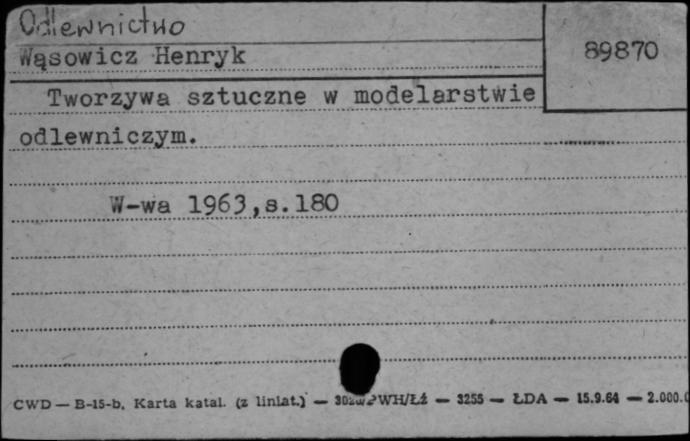 Odlewnictwo
89870
Wąsowicz Henryk
Tworzywa sztuczne w modelarstwie
odlewniczym.
W-wa 1963,s.180
CWD — B-15-b. Karta katal. (z liniat.) — WH/Łź — 3255 — ŁDA — 15.9.64 — 2.000.0